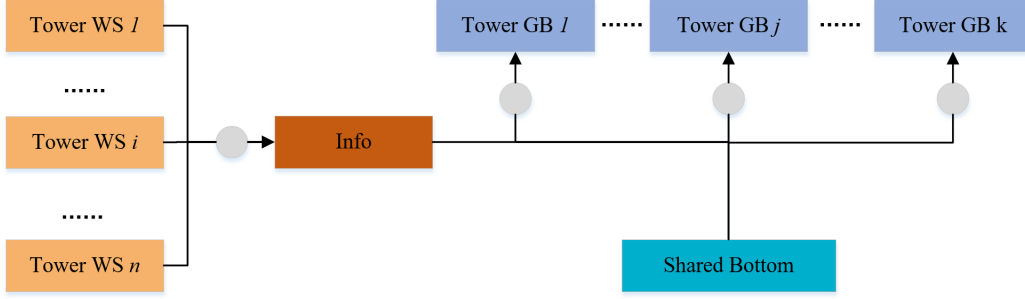 Tower WS 1
Tower GB 1
......
Tower GB j
......
Tower GB k
......
Tower WS i
Info
......
Tower WS n
Shared Bottom